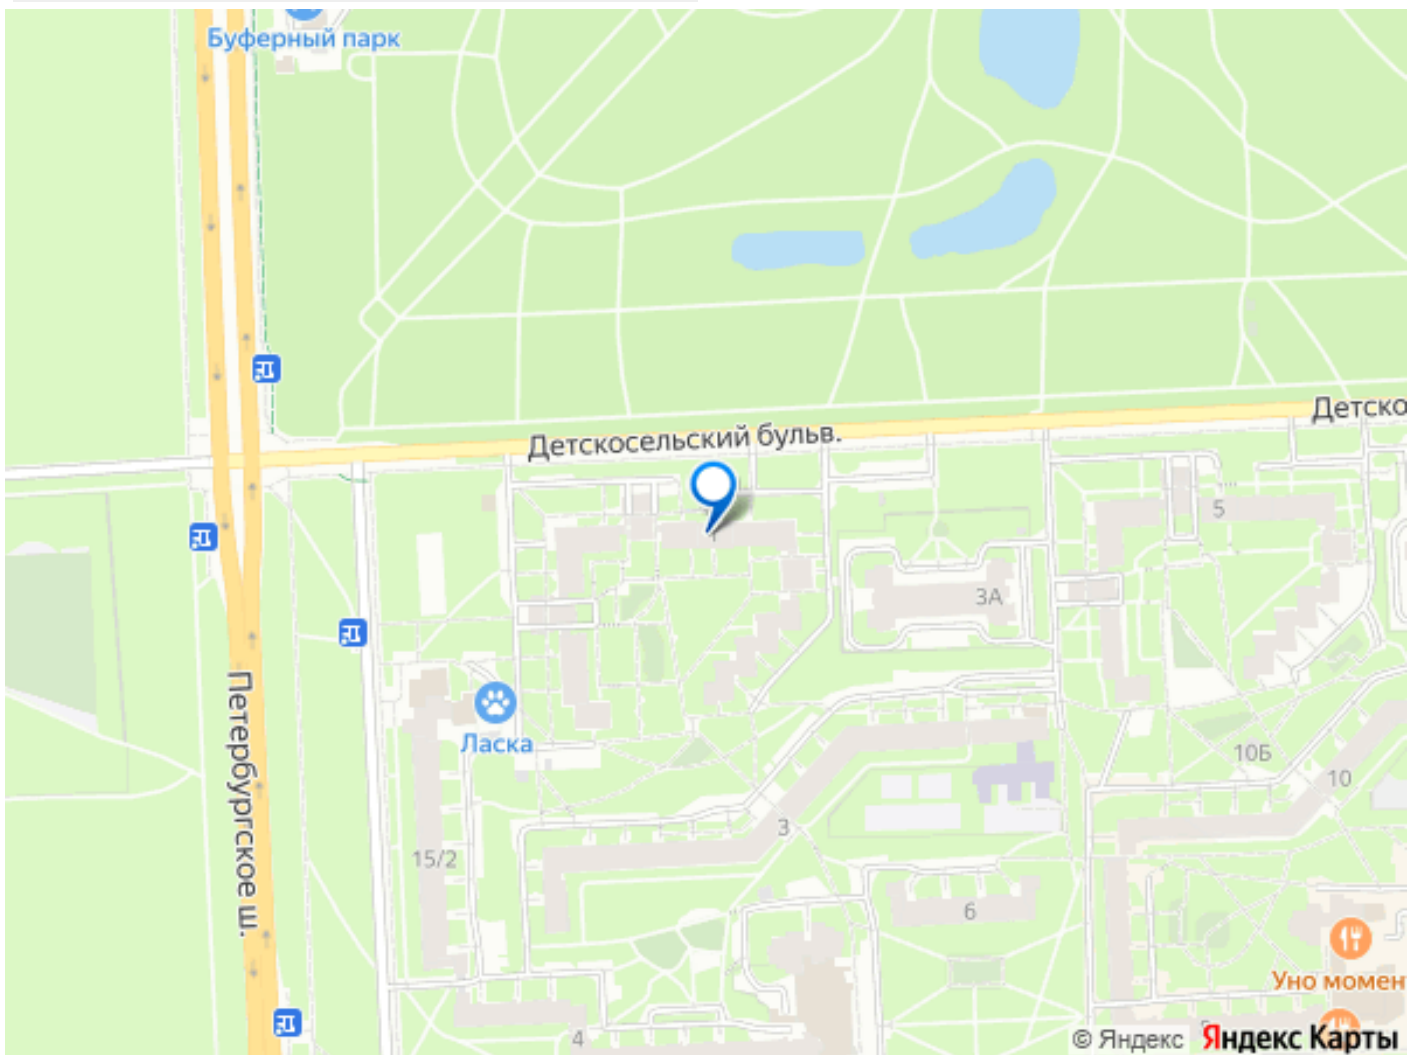 Буферный парк
Детско
Детскосельский бульв.
5
1
3А
Петербургское ш.
Ласка
10Б
10
3
15/2
6
Уно момен
4
© Яндекс Яндекс Карты